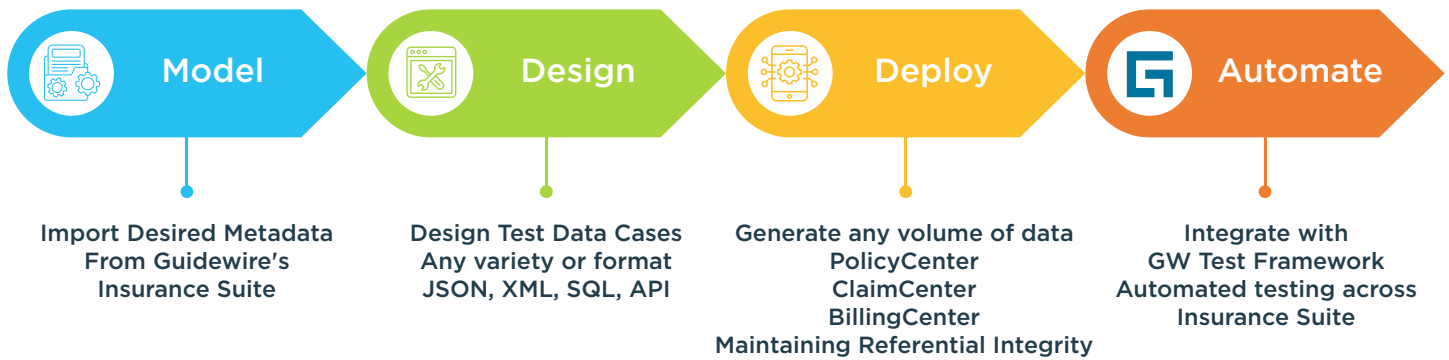 Model
Design
Deploy
Automate
Import Desired Metadata
From Guidewire's
Insurance Suite
Design Test Data Cases
Any variety or format
JSON, XML, SQL, API
Generate any volume of data
PolicyCenter
ClaimCenter
BillingCenter
Maintaining Referential Integrity
Integrate with
GW Test Framework
Automated testing across
Insurance Suite